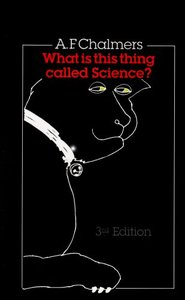 A.F Chalmers
What is this thing
called Science?
3rd Edition